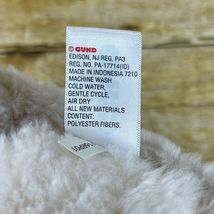 GUND
EDISON, NJ REG. PA3
REG. NO. PA-17714(ID)
MADE IN INDONESIA 7210
MACHINE WASH
COLD WATER,
GENTLE CYCLE,
AIR DRY
ALL NEW MATERIALS
CONTENT:
POLYESTER FIBERS.